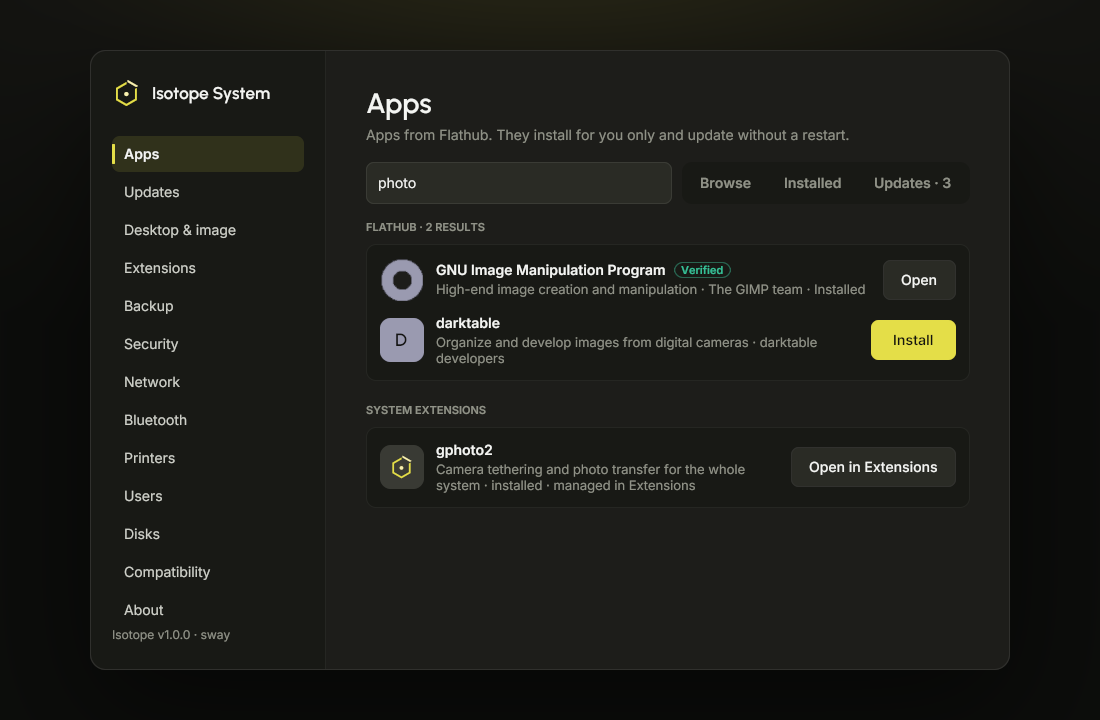 Isotope System
Apps
Updates
Desktop & image
Extensions
Backup
Security
Network
Bluetooth
Printers
Users
Disks
Compatibility
About
Isotope v1.0.0 · sway
Apps
Apps from Flathub. They install for you only and update without a restart.
photo
Browse
Installed
Updates · 3
FLATHUB · 2 RESULTS
GNU Image Manipulation Program
Verified
High-end image creation and manipulation · The GIMP team · Installed
Open
D
darktable
Organize and develop images from digital cameras · darktable
developers
Install
SYSTEM EXTENSIONS
gphoto2
Camera tethering and photo transfer for the whole
system · installed · managed in Extensions
Open in Extensions